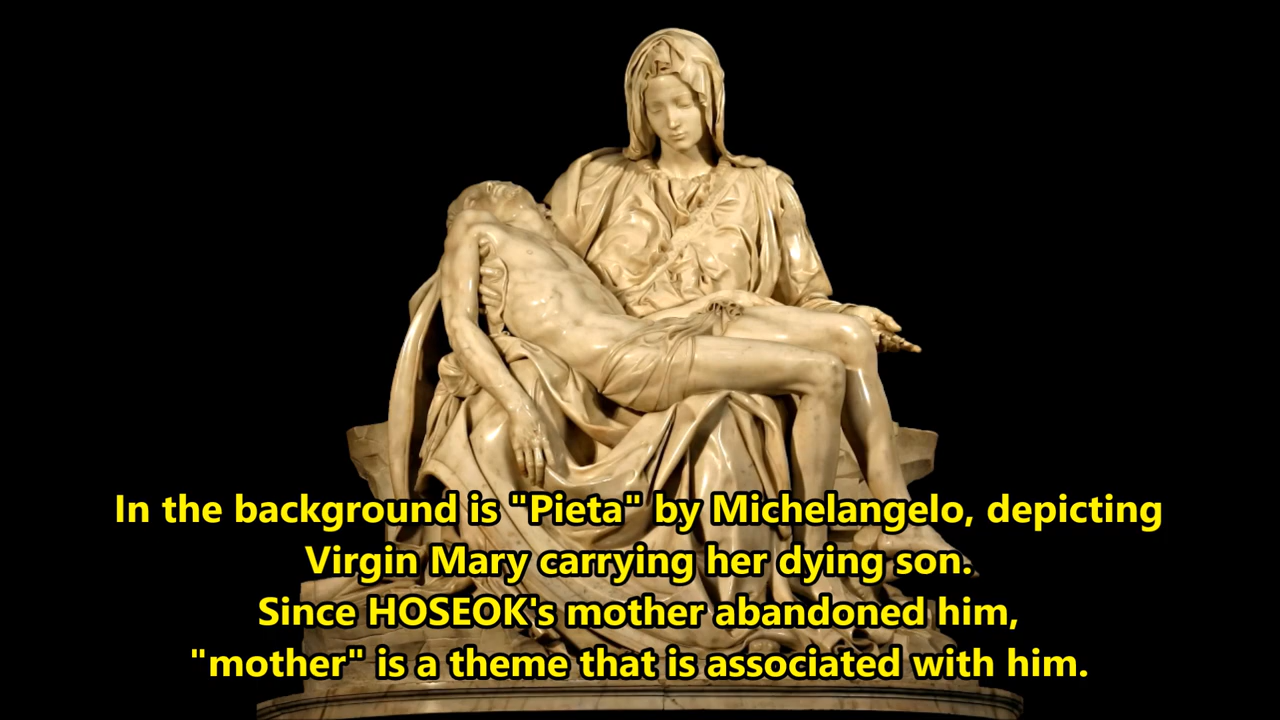 In the background is "Pieta" by Michelangelo, depicting
Virgin Mary carrying her dying son.
Since HOSEOK's mother abandoned him,
"mother" is a theme that is associated with him.